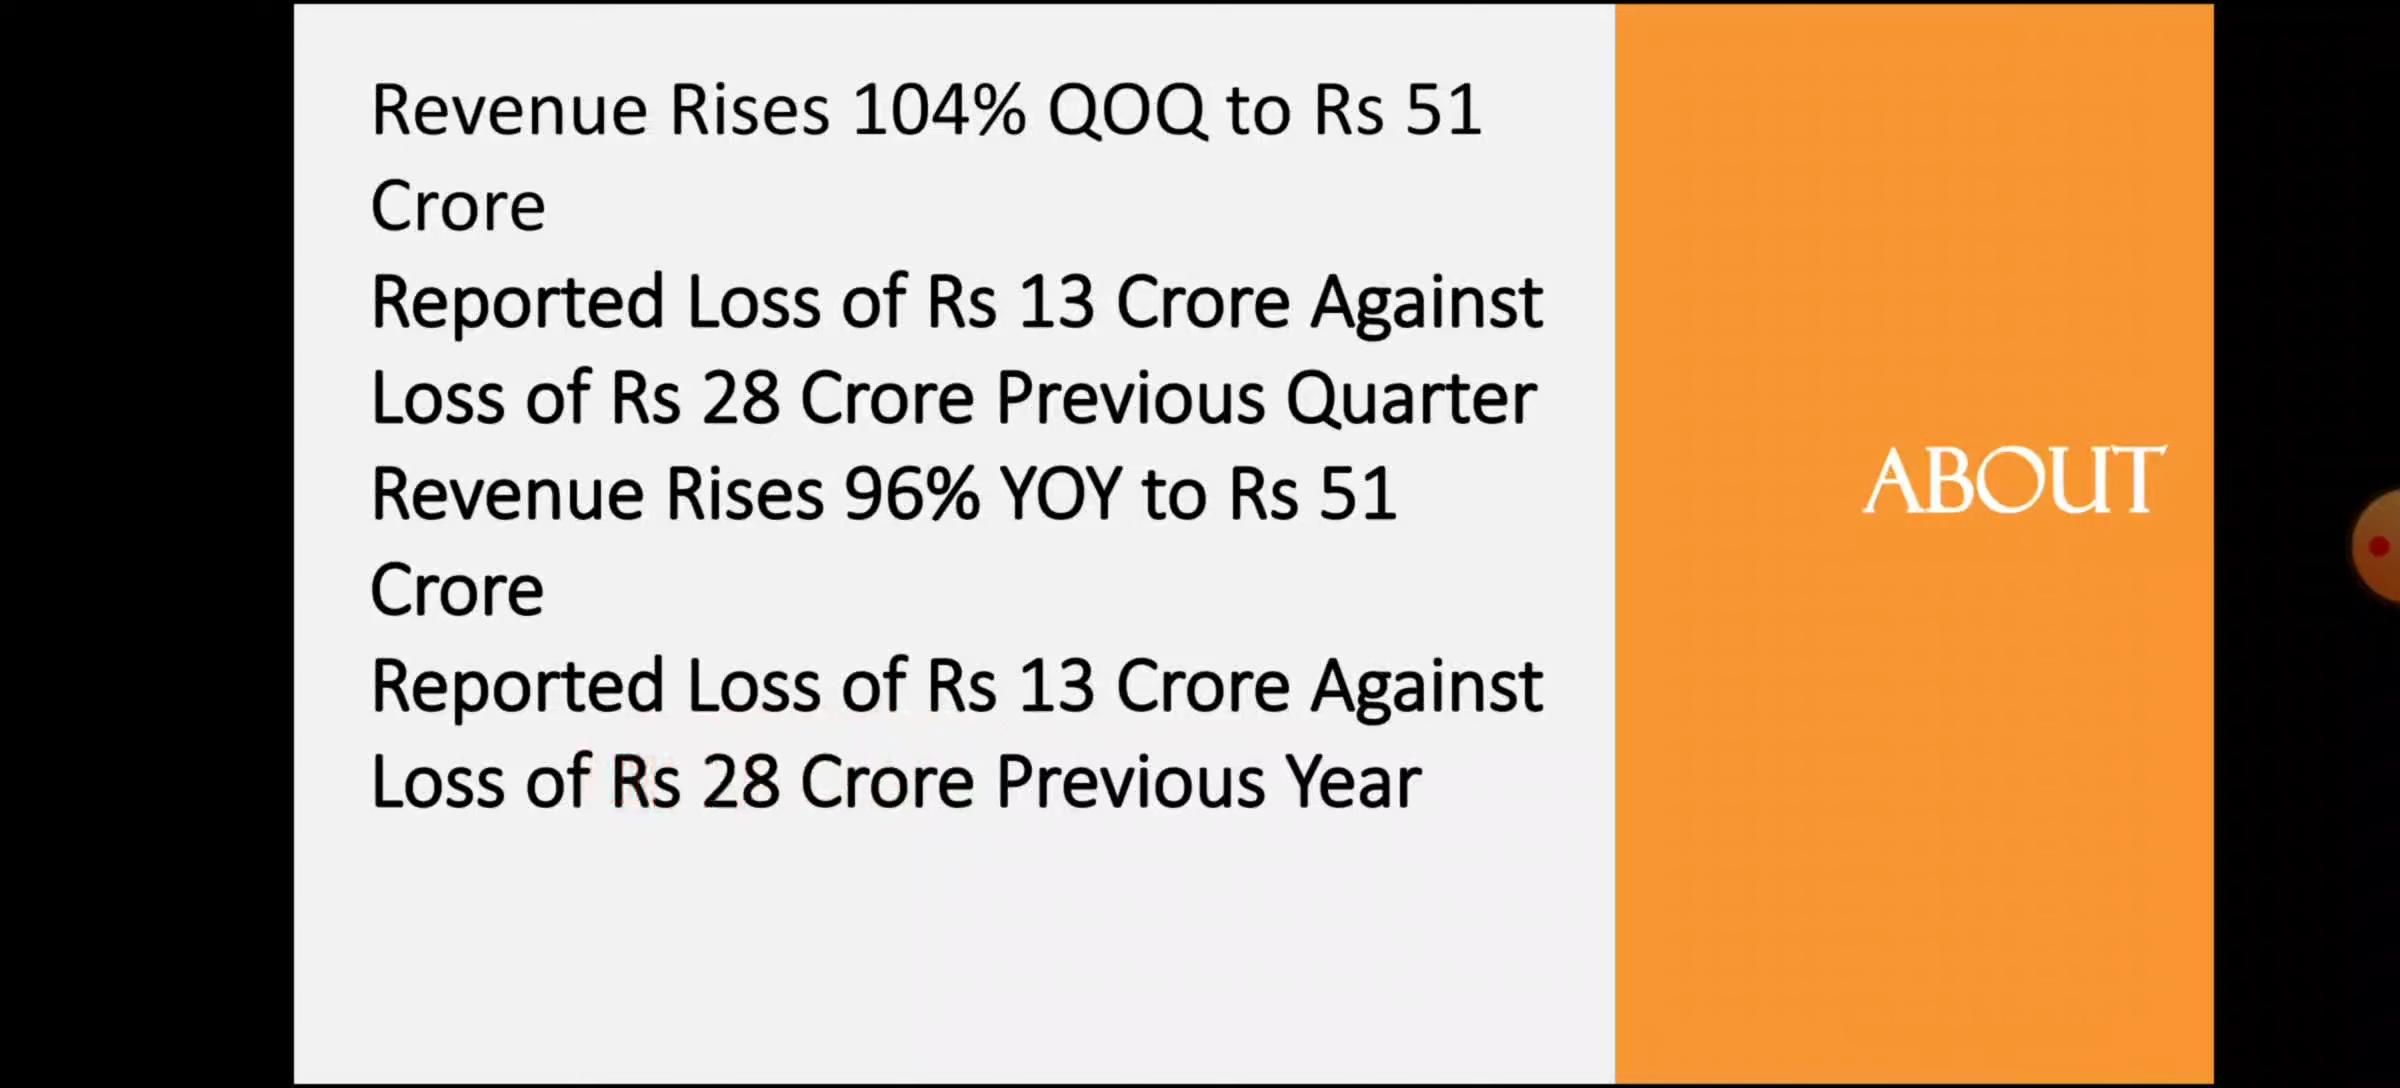 Revenue Rises 104% QOQ to Rs 51
Crore
Reported Loss of Rs 13 Crore Against
Loss of Rs 28 Crore Previous Quarter
Revenue Rises 96% YOY to Rs 51
Crore
Reported Loss of Rs 13 Crore Against
Loss of Rs 28 Crore Previous Year
ABOUT